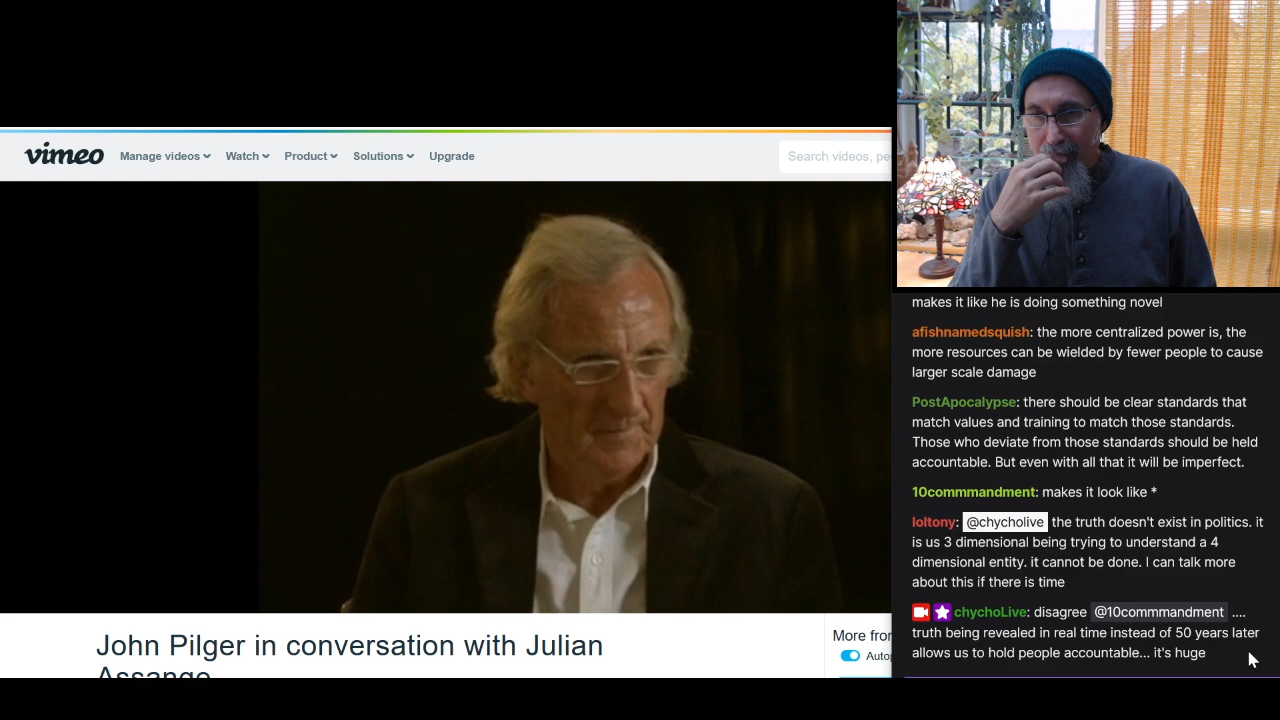 vimeo Manage videos Watch Product Solutions Upgrade Search videos, pe
makes it like he is doing something novel
afishnamedsquish: the more centralized power is, the
more resources can be wielded by fewer people to cause
larger scale damage
PostApocalypse: there should be clear standards that
match values and training to match those standards.
Those who deviate from those standards should be held
accountable. But even with all that it will be imperfect.
10commmandment: makes it look like *
loltony: @chycholive the truth doesn't exist in politics. it
is us 3 dimensional being trying to understand a 4
dimensional entity. it cannot be done. I can talk more
about this if there is time
chychoLive: disagree @10commmandment ....
truth being revealed in real time instead of 50 years later
allows us to hold people accountable... it's huge
John Pilger in conversation with Julian
Assange
More from
Autop